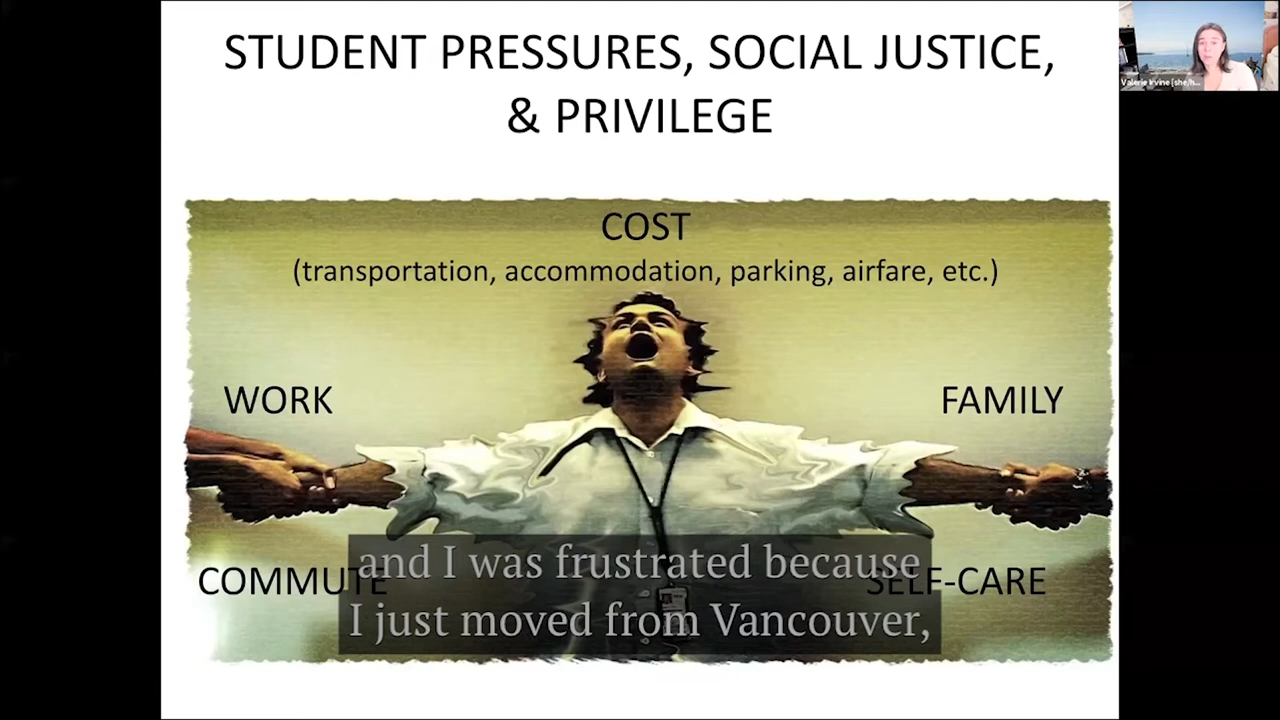 STUDENT PRESSURES, SOCIAL JUSTICE,
& PRIVILEGE
Valerie Irvine (she/h...
COST
(transportation, accommodation, parking, airfare, etc.)
WORK
FAMILY
COMMUTE
SELF-CARE
and I was frustrated because
I just moved from Vancouver,